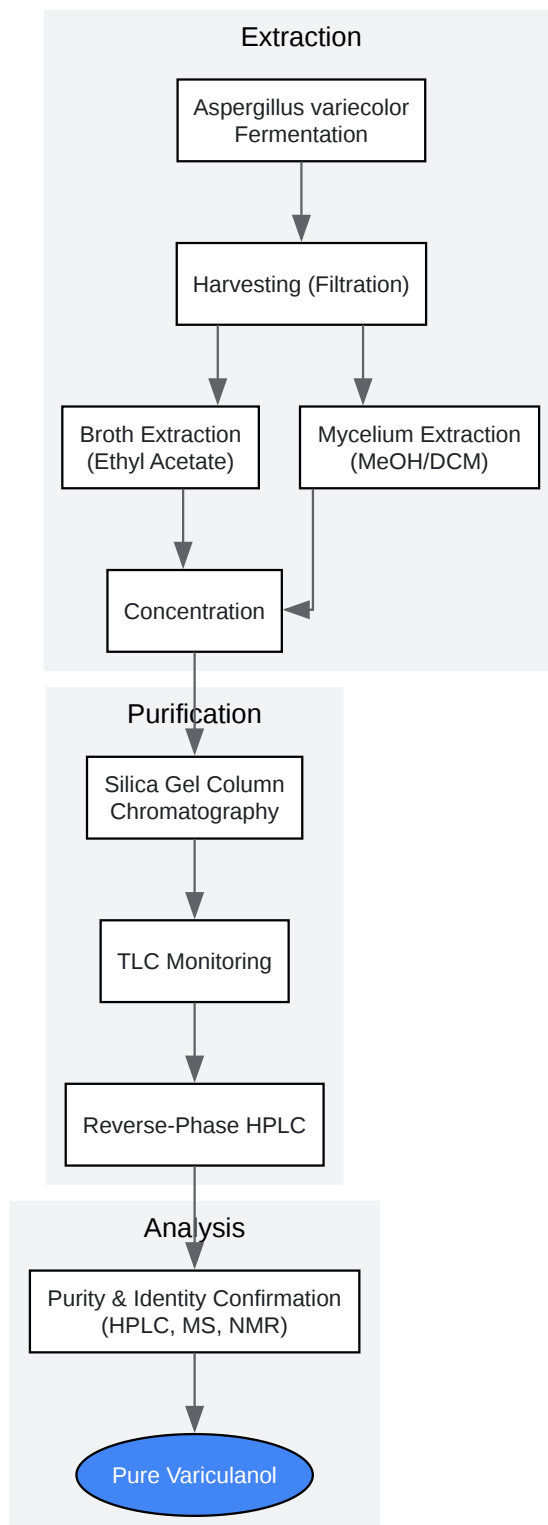 Extraction
Aspergillus variecolor
Fermentation
Harvesting (Filtration)
Broth Extraction
(Ethyl Acetate)
Mycelium Extraction
(MeOH/DCM)
Concentration
Purification
Silica Gel Column
Chromatography
TLC Monitoring
Reverse-Phase HPLC
Analysis
Purity & Identity Confirmation
(HPLC, MS, NMR)
Pure Variculanol